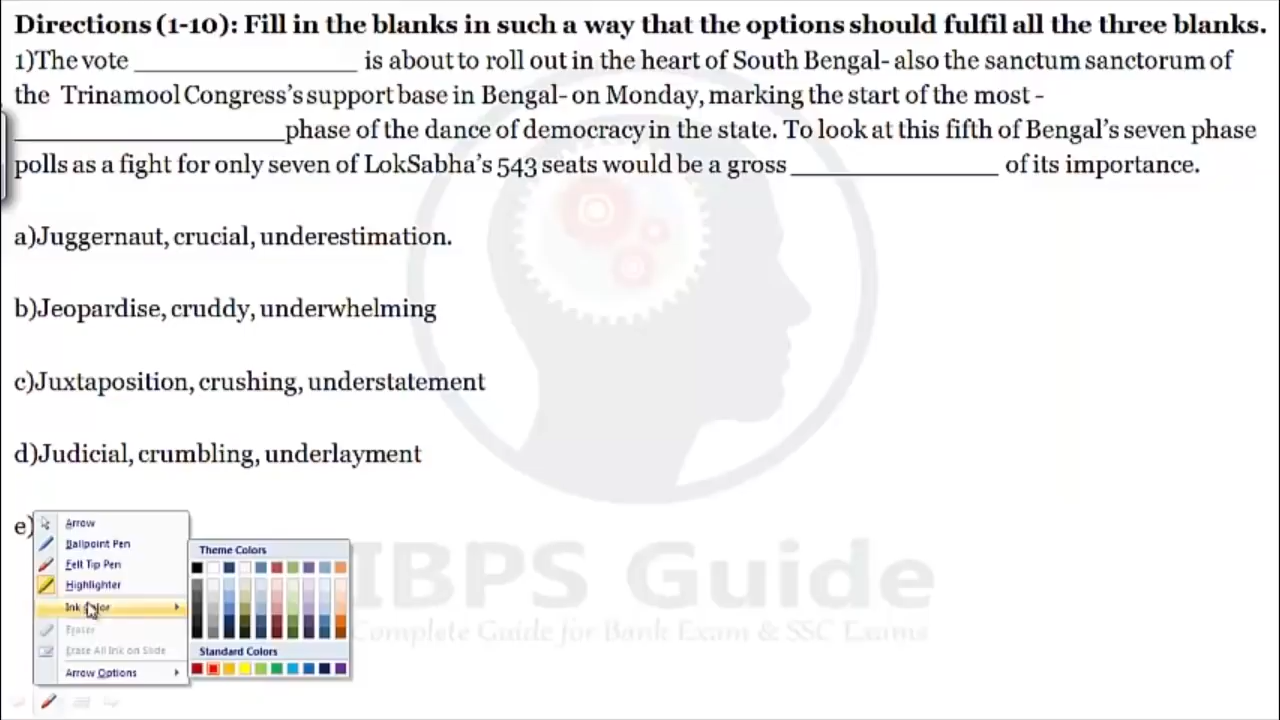 Directions (1-10): Fill in the blanks in such a way that the options should fulfil all the three blanks.
1)The vote ________________ is about to roll out in the heart of South Bengal- also the sanctum sanctorum of
the Trinamool Congress's support base in Bengal- on Monday, marking the start of the most -
____________________phase of the dance of democracy in the state. To look at this fifth of Bengal's seven phase
polls as a fight for only seven of LokSabha's 543 seats would be a gross _______________ of its importance.
a)Juggernaut, crucial, underestimation.
b)Jeopardise, cruddy, underwhelming
c)Juxtaposition, crushing, understatement
d)Judicial, crumbling, underlayment
e)
Arrow
Ballpoint Pen
Felt Tip Pen
Highlighter
Ink Color
Eraser
Erase All Ink on Slide
Arrow Options
Theme Colors
Standard Colors
IBPS Guide
Complete Guide for Bank Exam & SSC Exams